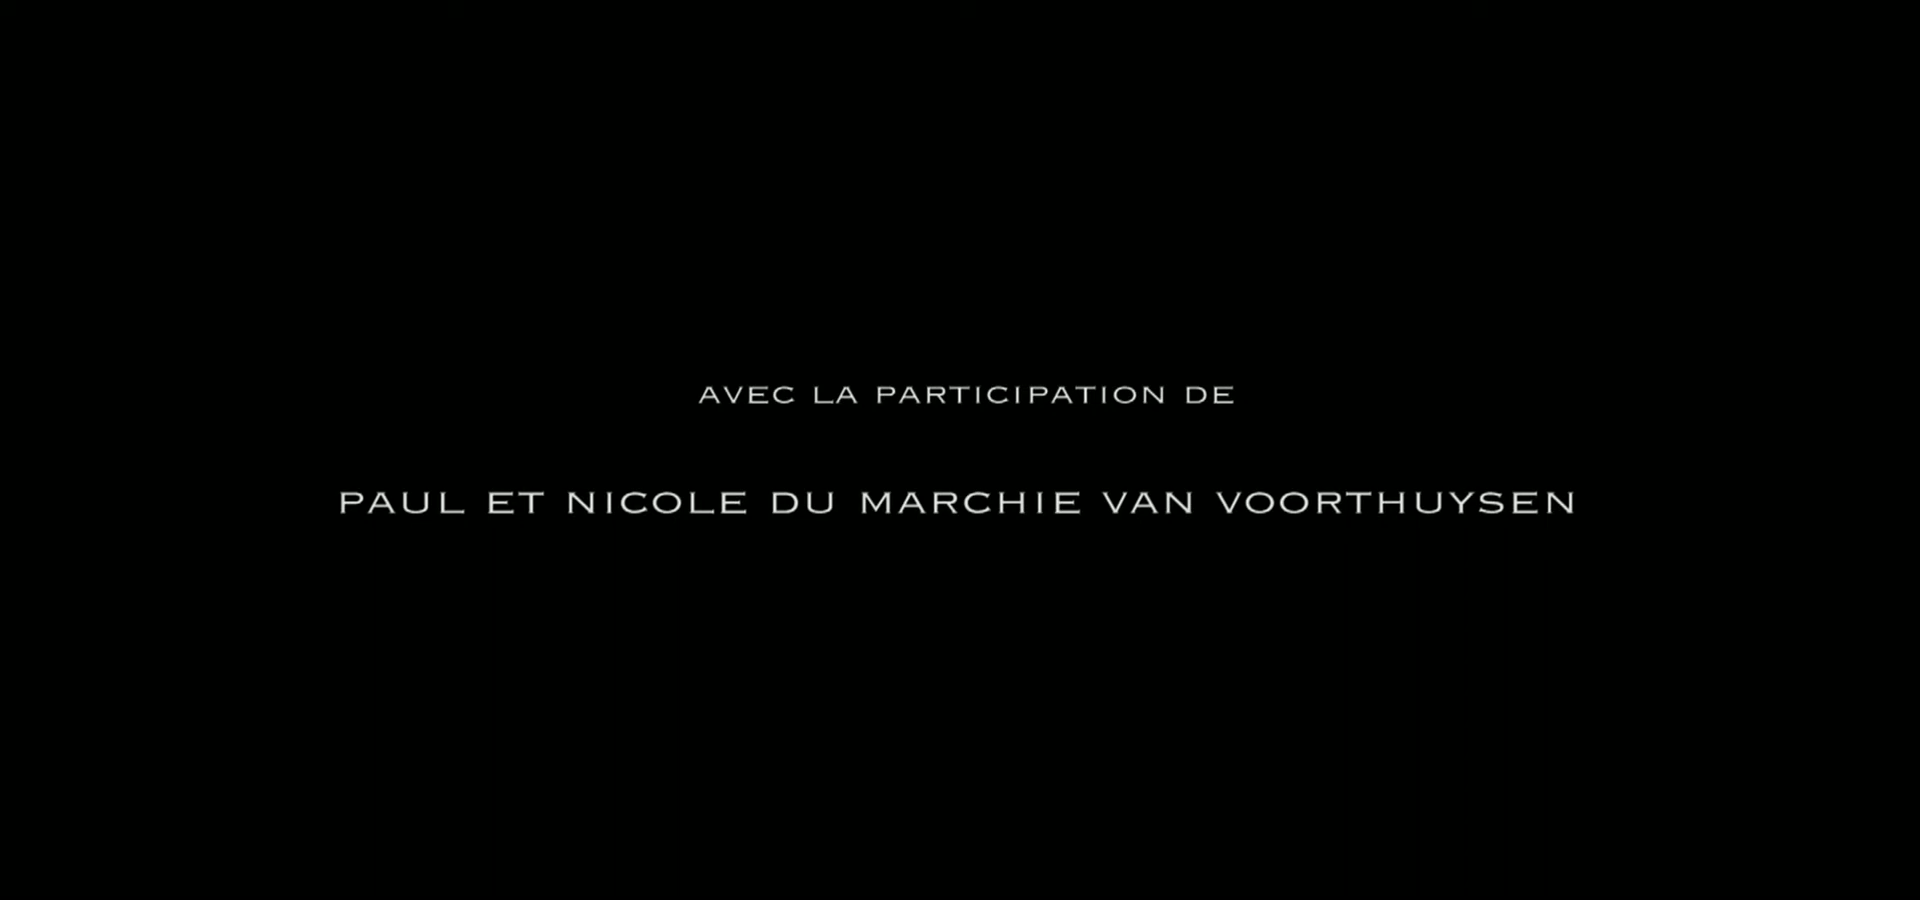 AVEC LA PARTICIPATION DE
PAUL ET NICOLE DU MARCHIE VAN VOORTHUYSEN